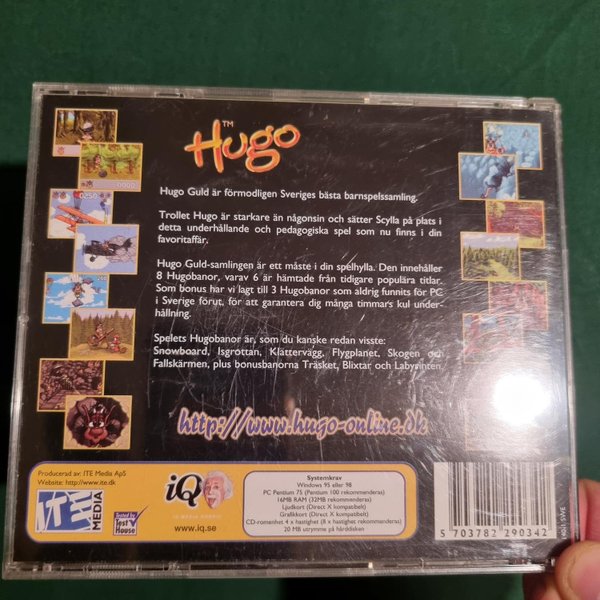 TM
Hugo
Hugo Guld är förmodligen Sveriges bästa barnspelssamling.
Trollet Hugo är starkare än någonsin och sätter Scylla på plats i
detta underhållande och pedagogiska spel som nu finns i din
favoritaffär.
Hugo Guld-samlingen är ett måste i din spelhylla. Den innehåller
8 Hugobanor, varav 6 är hämtade från tidigare populära titlar.
Som bonus har vi lagt till 3 Hugobanor som aldrig funnits för PC
i Sverige förut, för att garantera dig många timmars kul under-
hållning.
Spelets Hugobanor är, som du kanske redan visste:
Snowboard, Isgrottan, Klättervägg, Flygplanet, Skogen och
Fallskärmen, plus bonusbanorna Träsket, Blixtar och Labyrinten.
http://www.hugo-online.dk
Producerad av: ITE Media ApS
Website: http://www.ite.dk
ITE
MEDIA
Tested by
Test
House
iQ
IQ MEDIA NORDIC
www.iq.se
Systemkrav
Windows 95 eller 98
PC Pentium 75 (Pentium 100 rekommenderas)
16MB RAM (32MB rekommenderas)
Ljudkort (Direct X kompatibelt)
Grafikkort (Direct X kompatibelt)
CD-romenhet 4 x hastighet (8 x hastighet rekommenderas)
20 MB utrymme på hårddisken
5 703782 290342